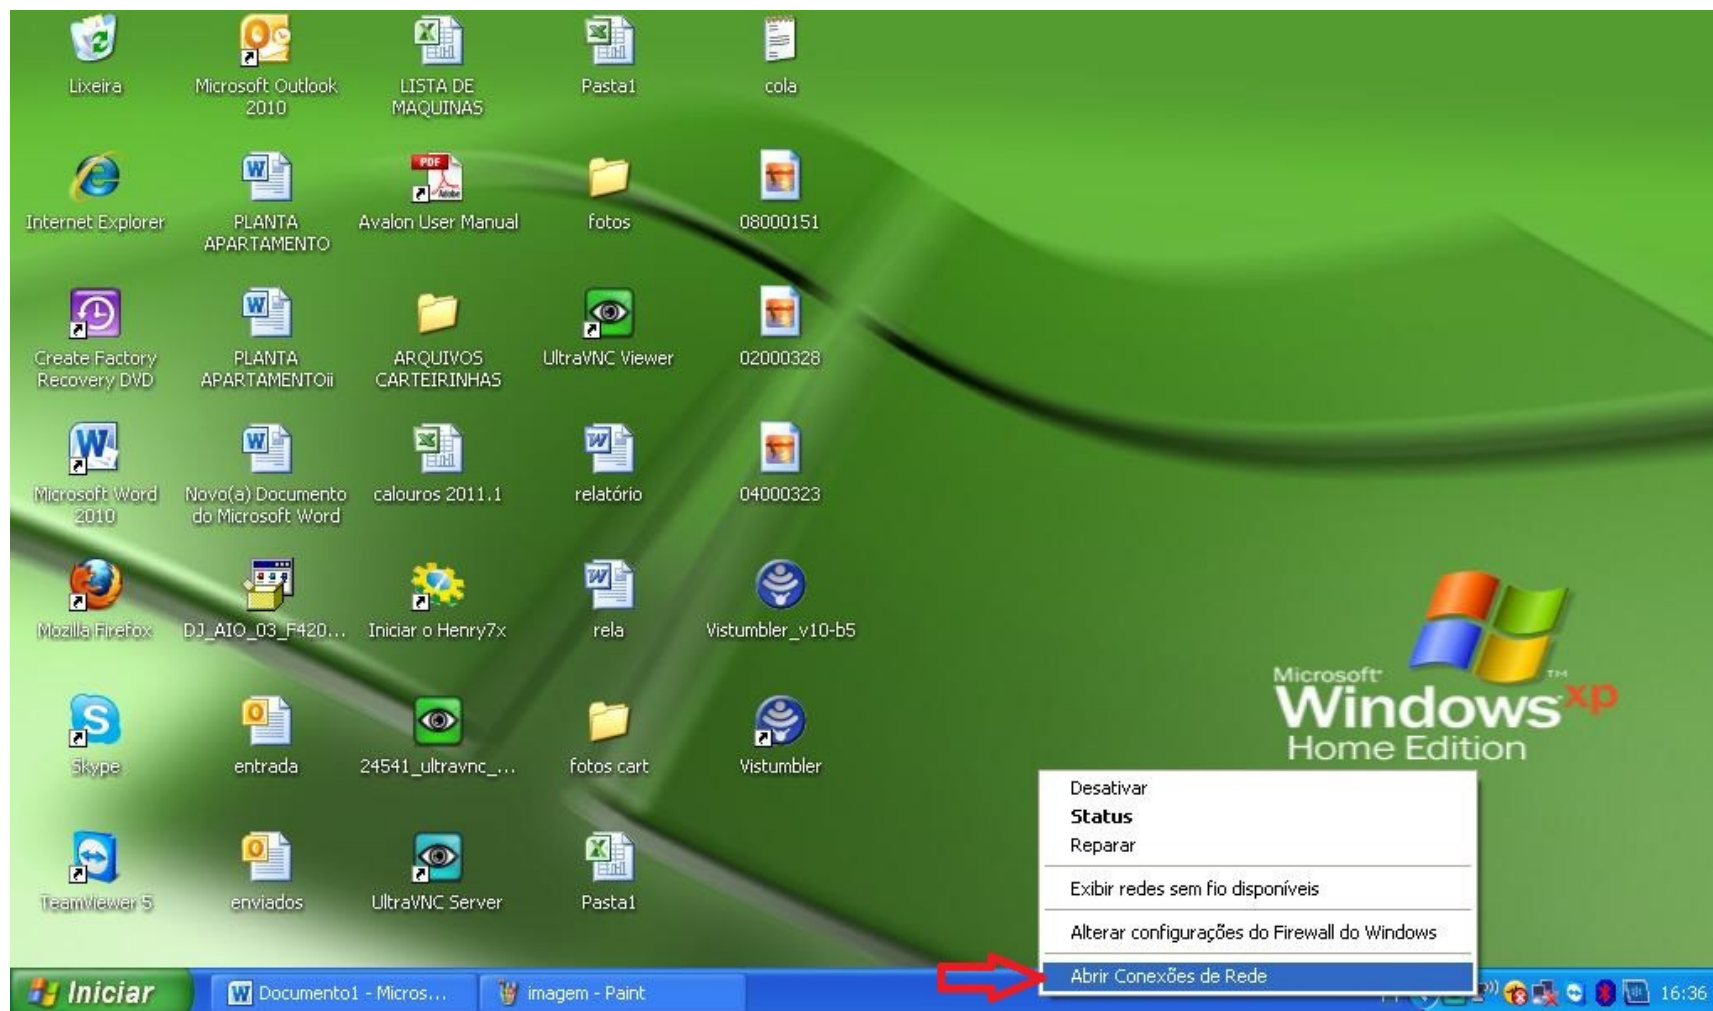 Lixeira
Microsoft Outlook
2010
LISTA DE
MAQUINAS
Pasta1
cola
Internet Explorer
PLANTA
APARTAMENTO
PDF
Adobe
Avalon User Manual
fotos
08000151
Create Factory
Recovery DVD
PLANTA
APARTAMENTOii
ARQUIVOS
CARTEIRINHAS
UltraVNC Viewer
02000328
Microsoft Word
2010
Novo(a) Documento
do Microsoft Word
calouros 2011.1
relatório
04000323
Mozilla Firefox
DJ_AIO_03_F420...
Iniciar o Henry7x
rela
Vistumbler_v10-b5
Skype
entrada
24541_ultravnc_...
fotos cart
Vistumbler
TeamViewer 5
enviados
UltraVNC Server
Pasta1
Microsoft
Windows xp
Home Edition
Desativar
Status
Reparar
Exibir redes sem fio disponíveis
Alterar configurações do Firewall do Windows
Abrir Conexões de Rede
Iniciar
Documento1 - Micros...
imagem - Paint
16:36